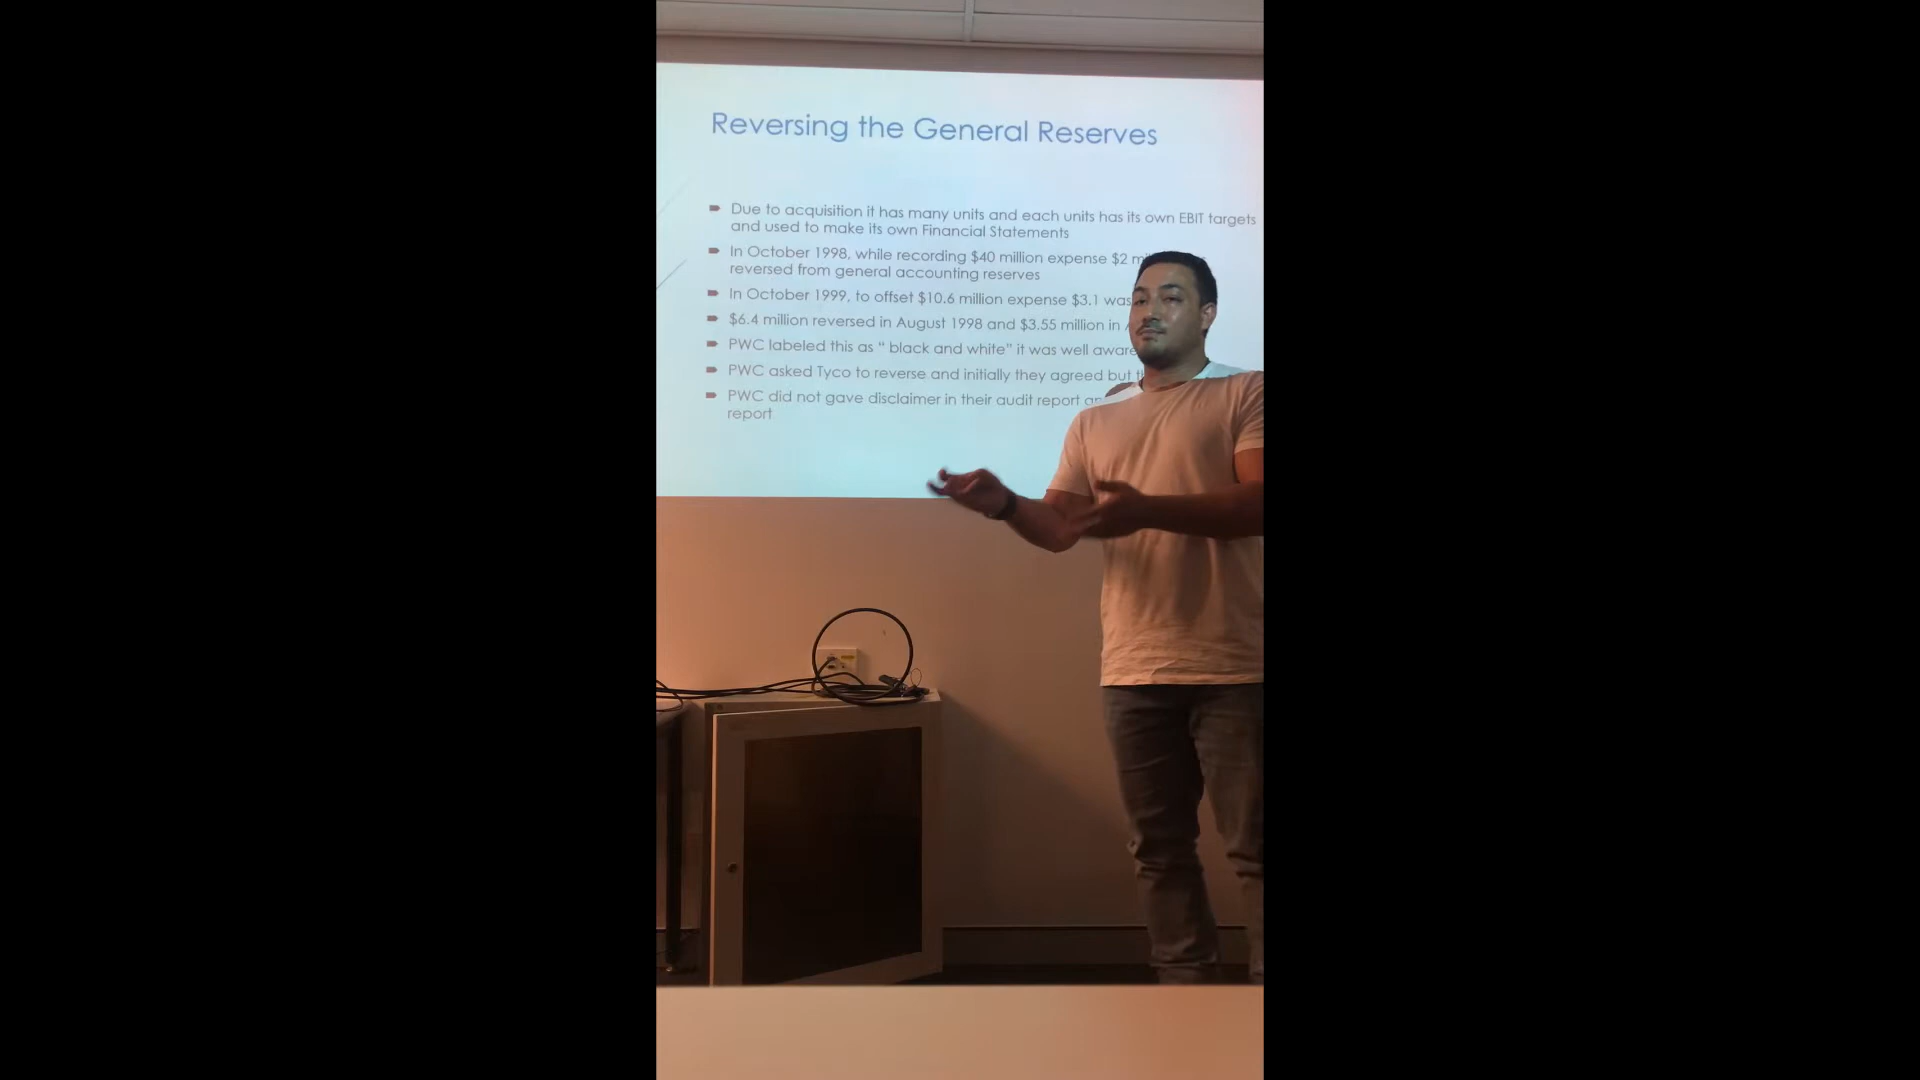 Reversing the General Reserves
Due to acquisition it has many units and each units has its own EBIT targets
and used to make its own Financial Statements
In October 1998, while recording $40 million expense $2
reversed from general accounting reserves
In October 1999, to offset $10.6 million expense $3.1 was
$6.4 million reversed in August 1998 and $3.55 million in
PWC labeled this as “ black and white” it was well aware
PWC asked Tyco to reverse and initially they agreed but
PWC did not gave disclaimer in their audit report
report